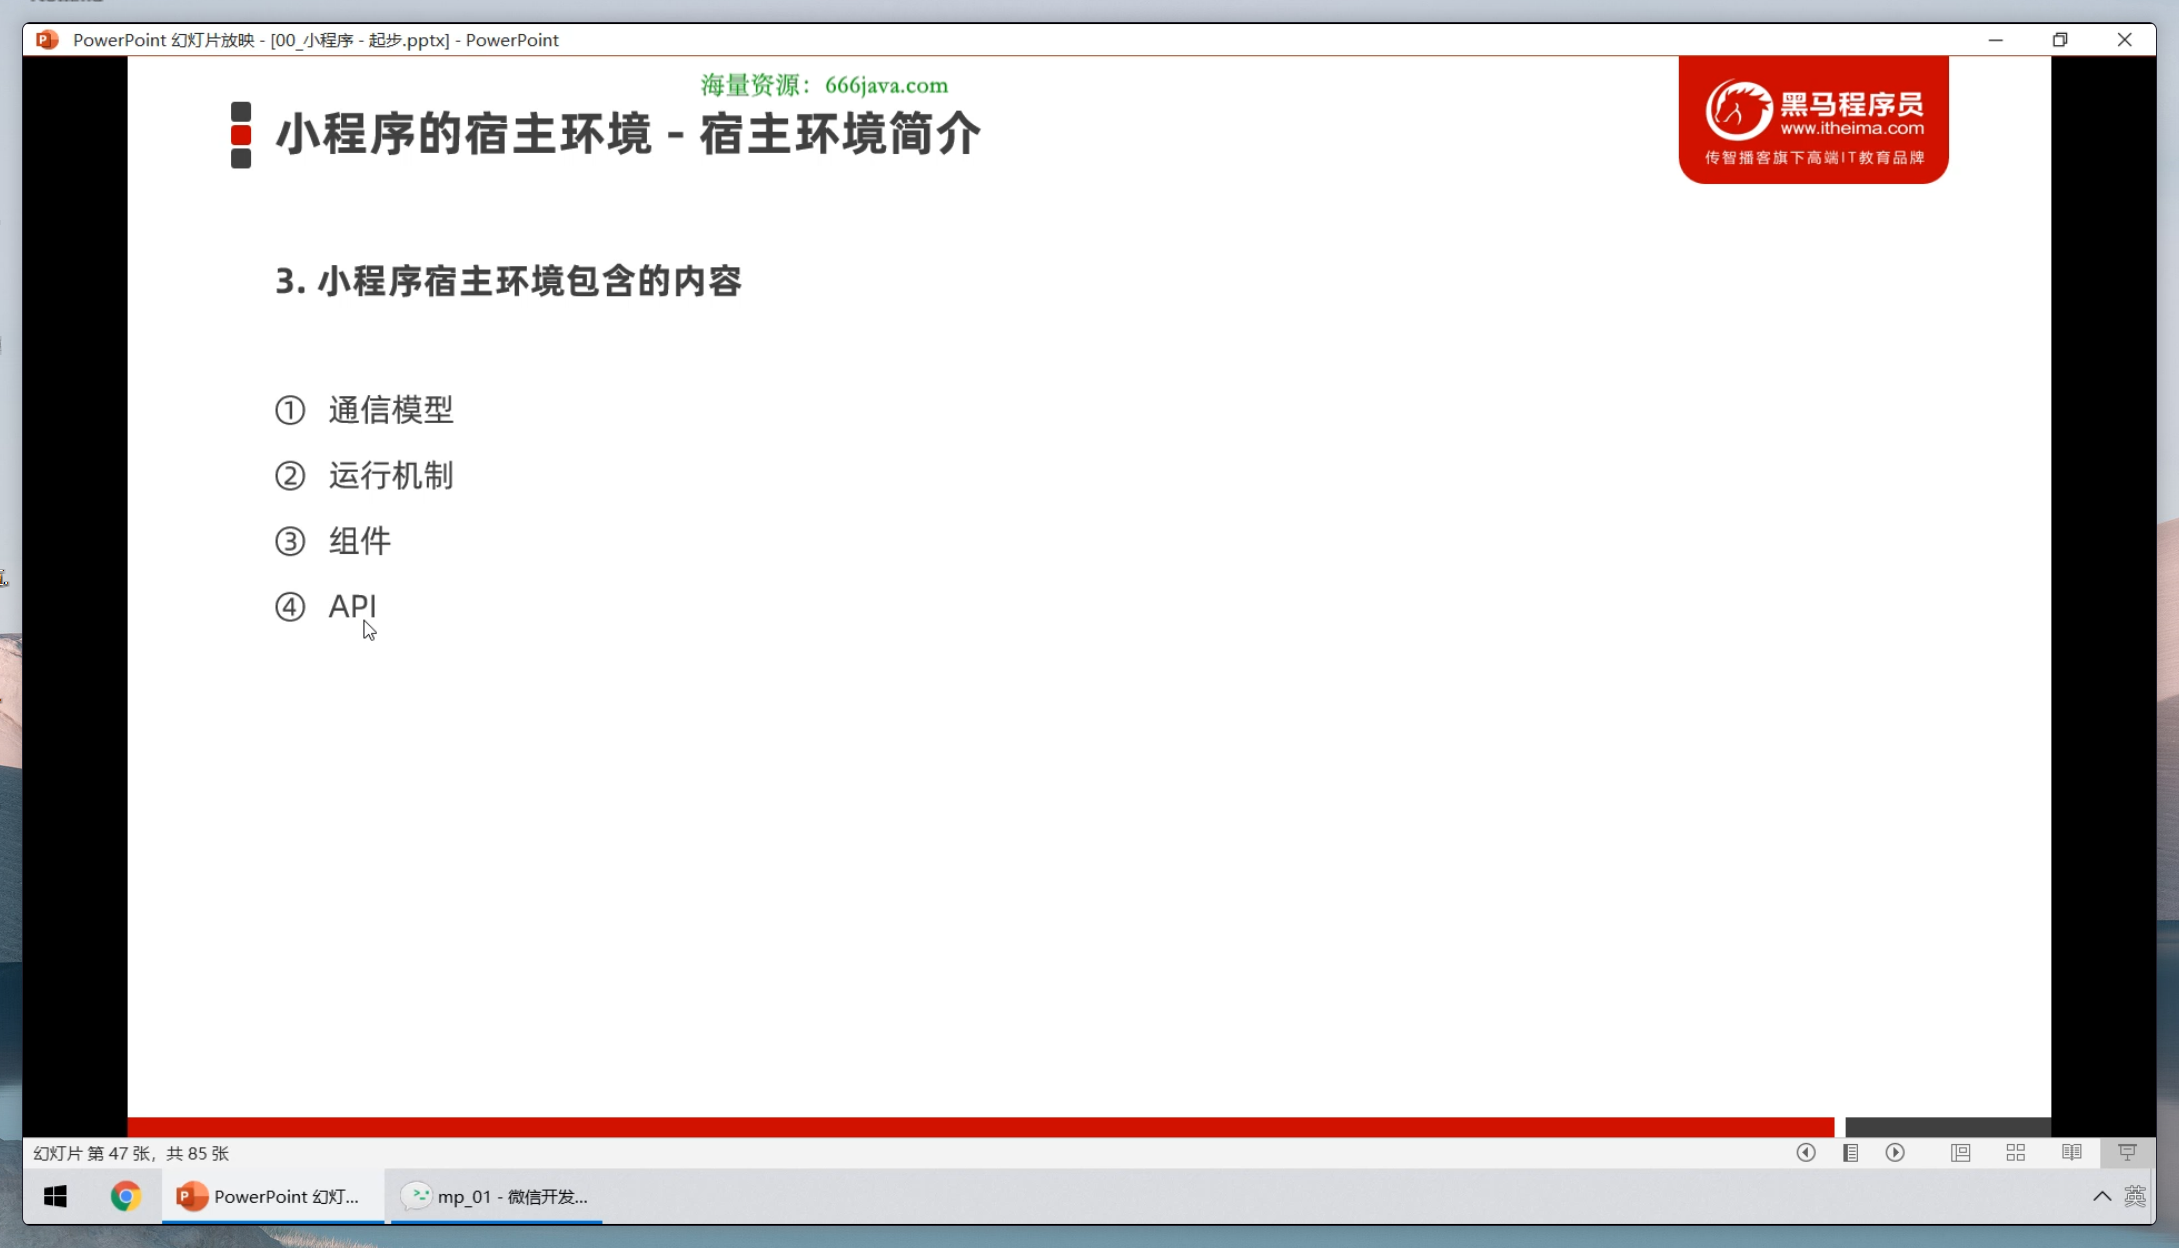 PowerPoint 幻灯片放映 - [00_小程序 - 起步.pptx] - PowerPoint
海量资源：666java.com
小程序的宿主环境 - 宿主环境简介
黑马程序员
www.itheima.com
传智播客旗下高端IT教育品牌
3. 小程序宿主环境包含的内容
① 通信模型
② 运行机制
③ 组件
④ API
幻灯片 第 47 张，共 85 张
PowerPoint 幻灯...
mp_01 - 微信开发...
英